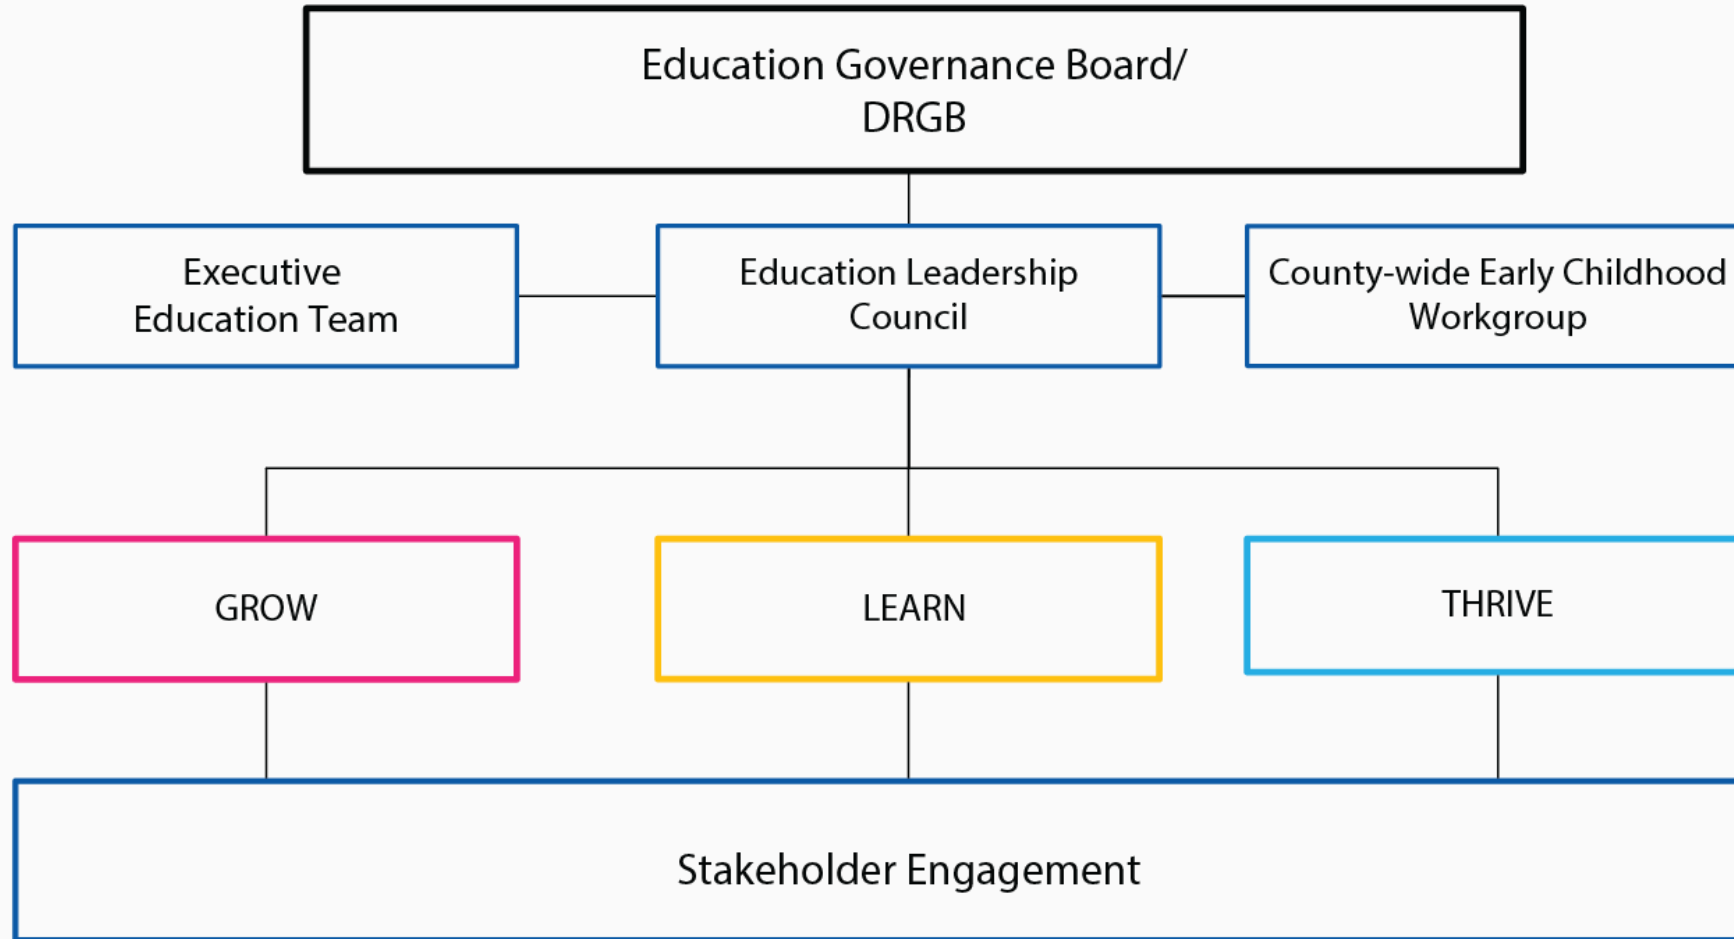 Education Governance Board/
DRGB
Executive
Education Team
Education Leadership
Council
County-wide Early Childhood
Workgroup
GROW
LEARN
THRIVE
Stakeholder Engagement